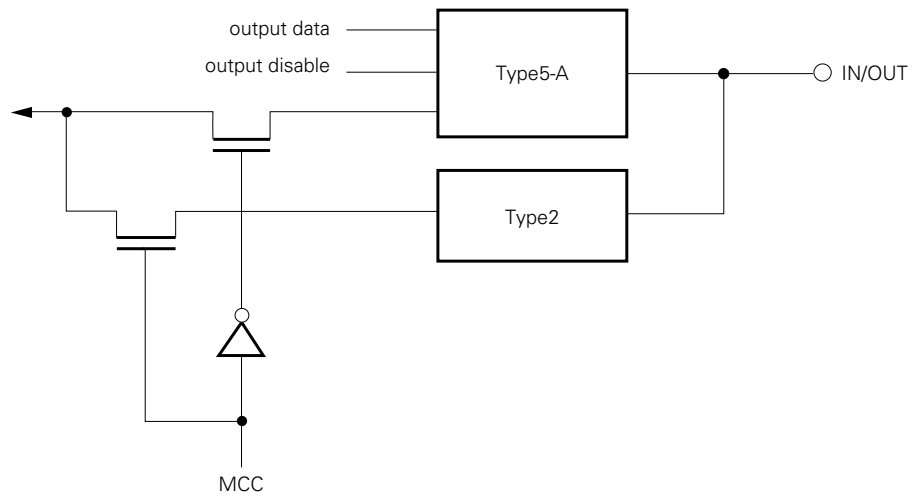 output data
output disable
Type5-A
IN/OUT
Type2
MCC